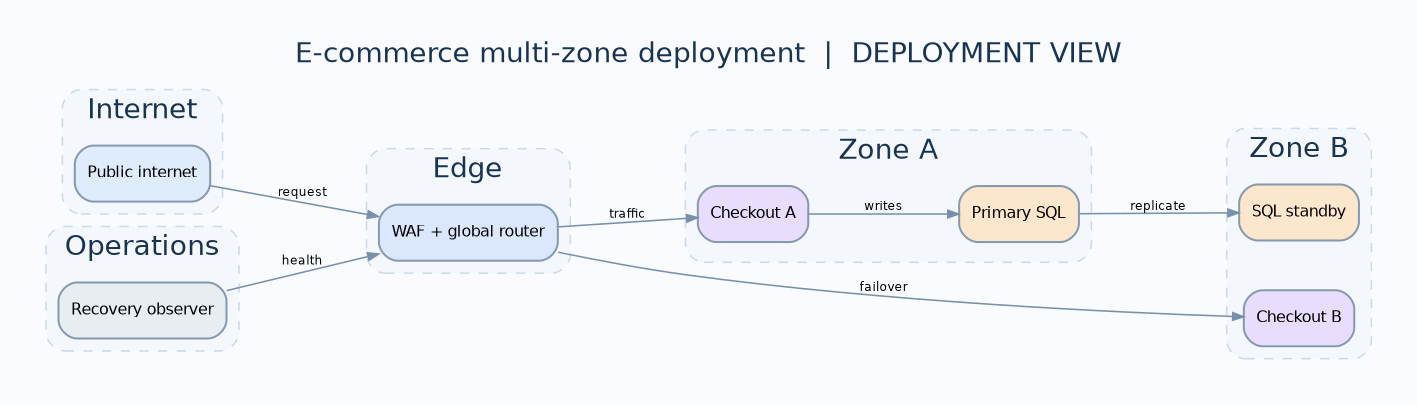 E-commerce multi-zone deployment | DEPLOYMENT VIEW
Internet
Public internet
request
Operations
Recovery observer
health
Edge
WAF + global router
traffic
failover
Zone A
Checkout A
writes
Primary SQL
replicate
Zone B
SQL standby
Checkout B